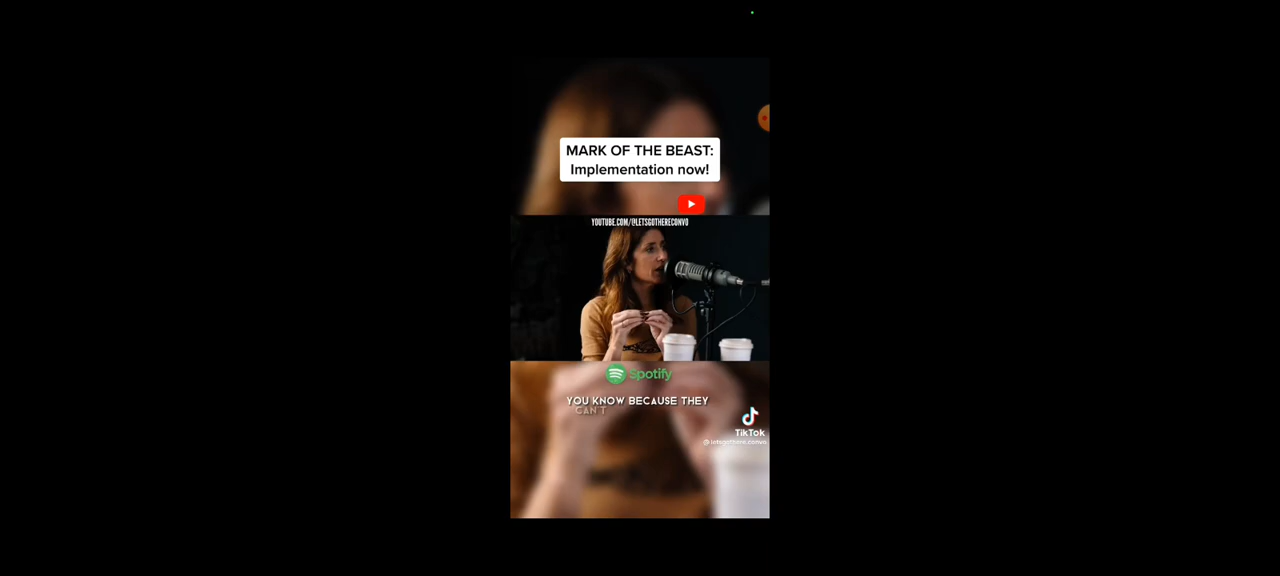 MARK OF THE BEAST:
Implementation now!
YOUTUBE.COM/@LETSGOTHERECONVO
Spotify
YOU KNOW BECAUSE THEY
CAN'T
TikTok
@letsgothere.convo